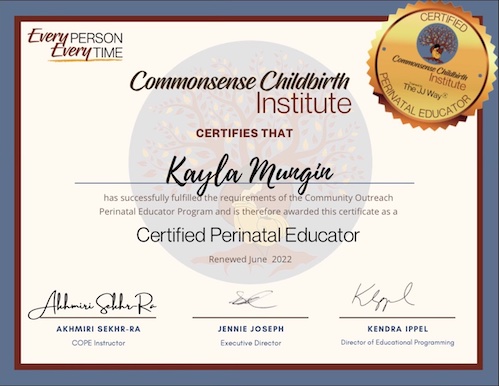 Every PERSON
Every TIME
CERTIFIED
Commonsense Childbirth
Institute
The JJ Way®
PERINATAL EDUCATOR
Commonsense Childbirth
Institute
CERTIFIES THAT
Kayla Mungin
has successfully fulfilled the requirements of the Community Outreach
Perinatal Educator Program and is therefore awarded this certificate as a
Certified Perinatal Educator
Renewed June 2022
Akhmiri Sekhr-Ra
AKHMIRI SEKHR-RA
JENNIE JOSEPH
KENDRA IPPEL
COPE Instructor
Executive Director
Director of Educational Programming